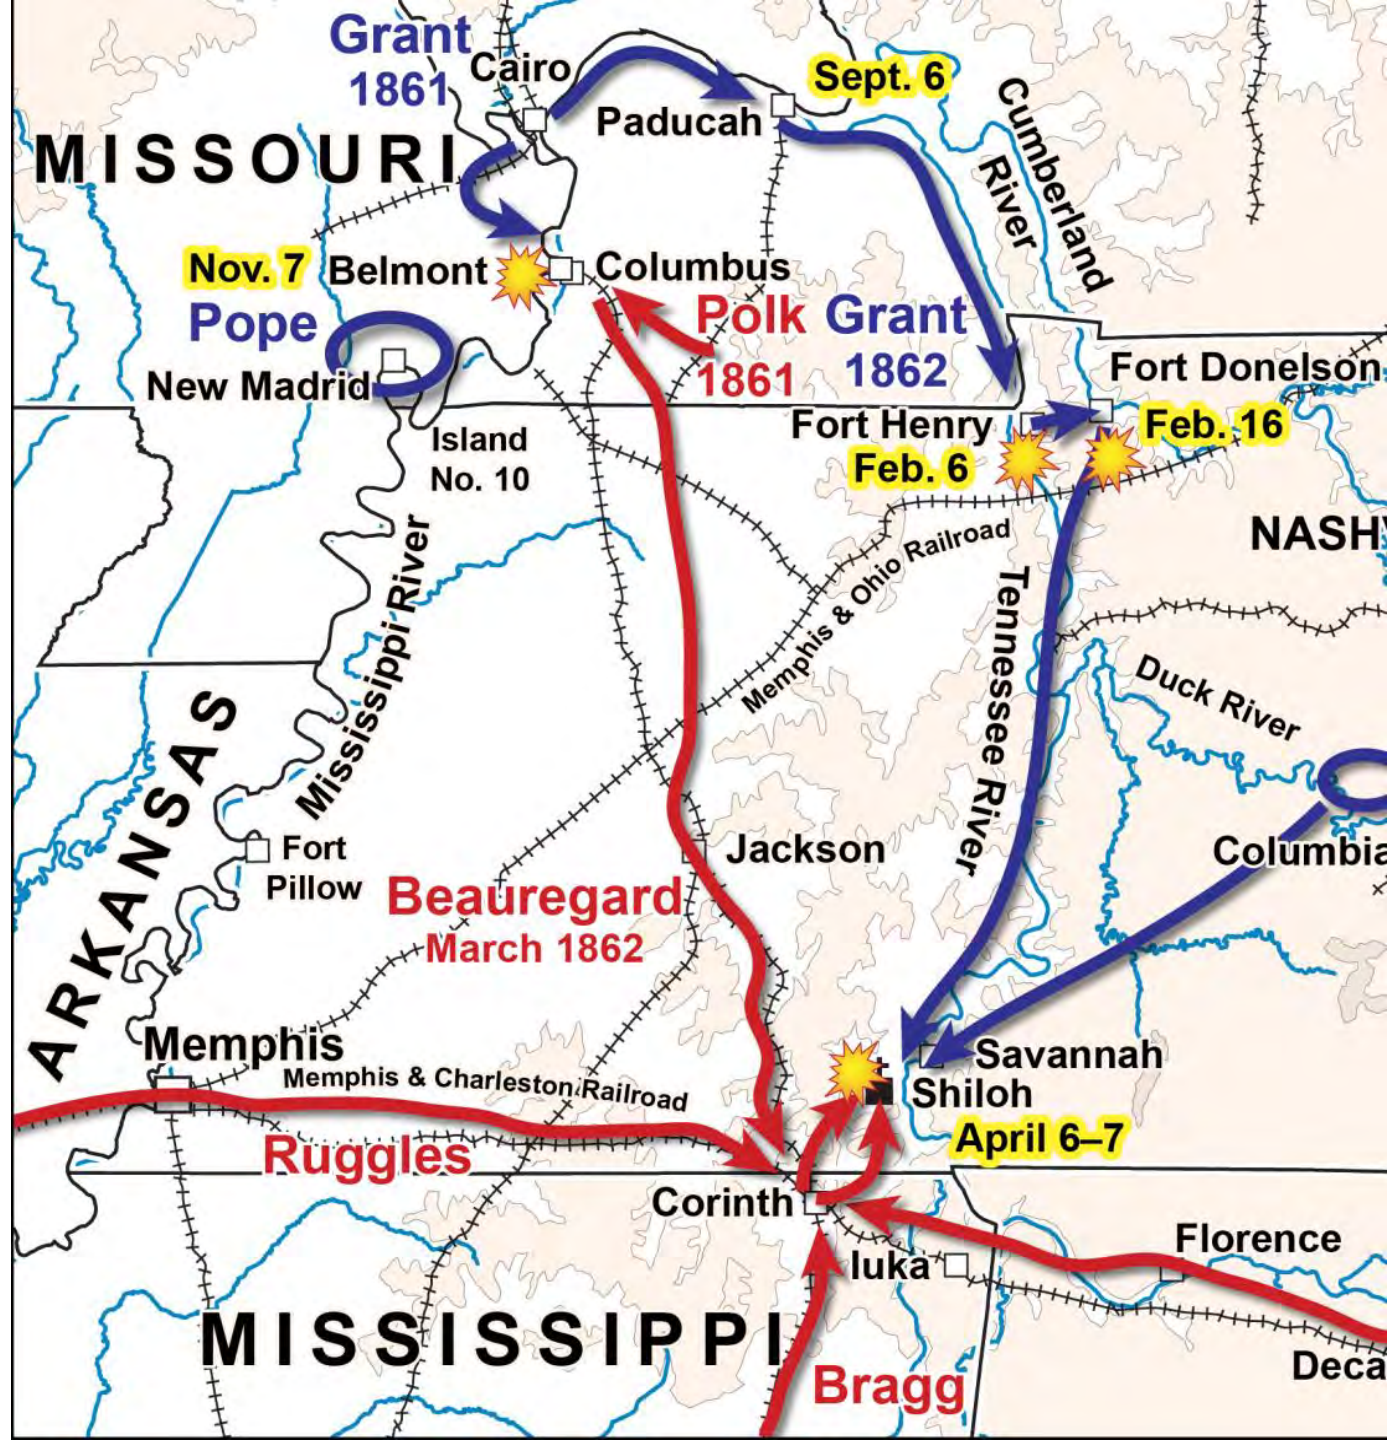 Grant
1861
Cairo
Sept. 6
Paducah
Cumberland
River
MISSOURI
Nov. 7
Belmont
Columbus
Pope
Polk
1861
Grant
1862
New Madrid
Fort Donelson
Island
No. 10
Fort Henry
Feb. 6
Feb. 16
NASHV
Memphis & Ohio Railroad
Mississippi River
Tennessee River
Duck River
ARKANSAS
Fort
Pillow
Jackson
Columbia
Beauregard
March 1862
Memphis
Memphis & Charleston Railroad
Savannah
Shiloh
April 6–7
Ruggles
Corinth
Iuka
Florence
MISSISSIPPI
Bragg
Deca